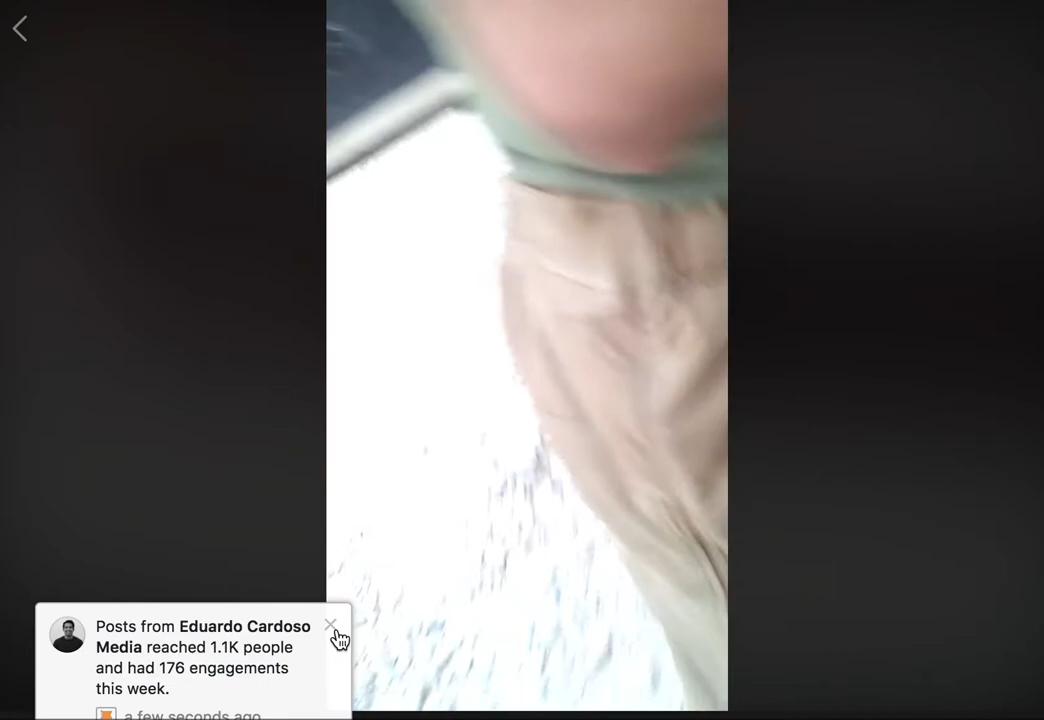 Posts from Eduardo Cardoso
Media reached 1.1K people
and had 176 engagements
this week.
a few seconds ago